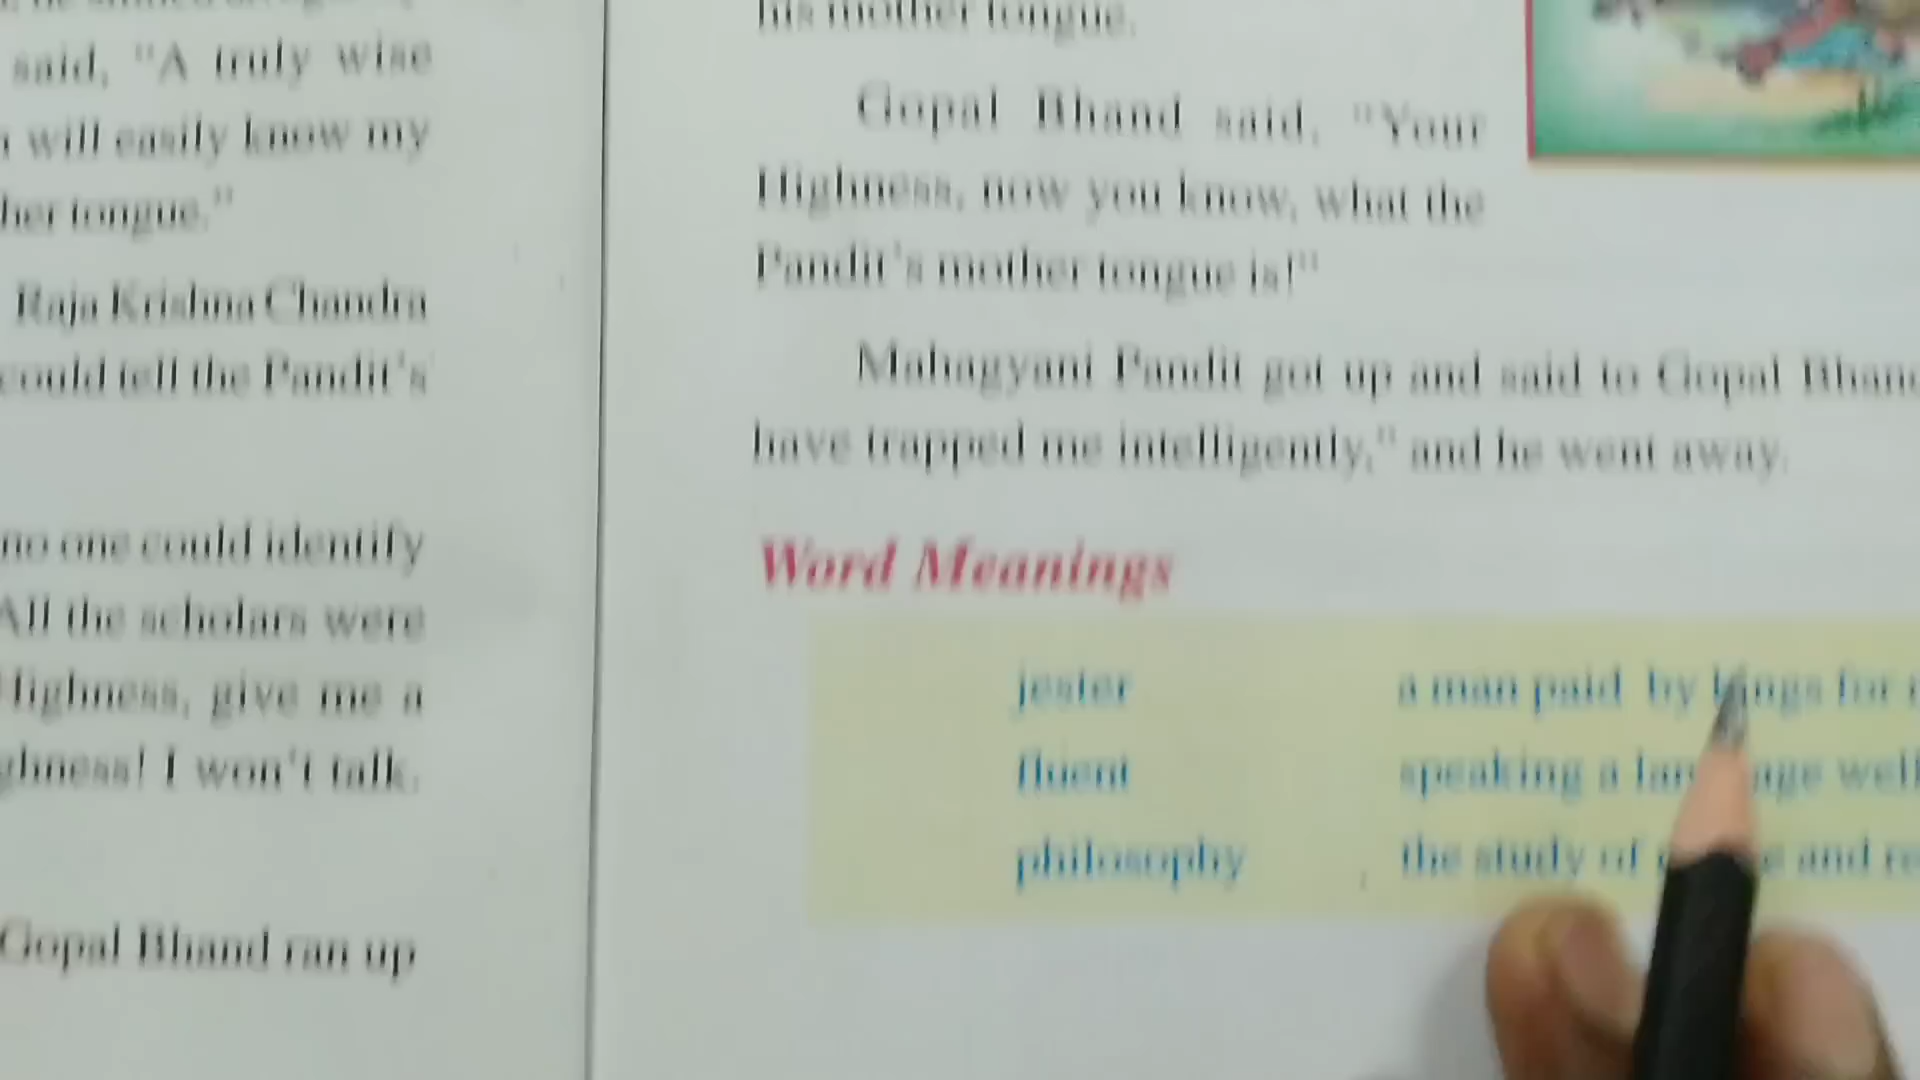 said, "A truly wise
will easily know my
her tongue."
Raja Krishna Chandra
could tell the Pandit's
no one could identify
All the scholars were
Highness, give me a
ghness! I won't talk.
Gopal Bhand ran up
his mother tongue.
Gopal Bhand said, "Your
Highness, now you know, what the
Pandit's mother tongue is!"
Mahagyani Pandit got up and said to Gopal Bhand
have trapped me intelligently," and he went away.
Word Meanings
jester a man paid by kings for
fluent speaking a language well
philosophy the study of and